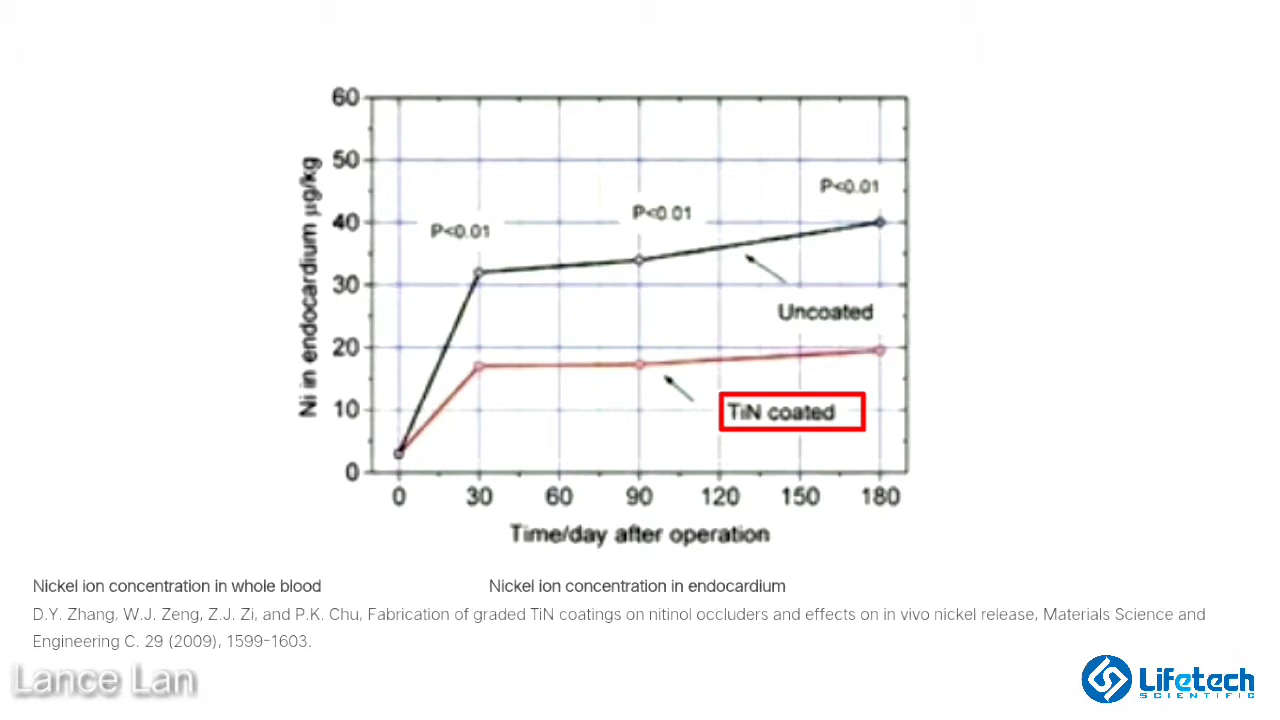 60
50
40
30
20
10
0
Ni in endocardium µg/kg
P<0.01
P<0.01
P<0.01
Uncoated
TiN coated
0 30 60 90 120 150 180
Time/day after operation
Nickel ion concentration in whole blood
Nickel ion concentration in endocardium
D.Y. Zhang, W.J. Zeng, Z.J. Zi, and P.K. Chu, Fabrication of graded TiN coatings on nitinol occluders and effects on in vivo nickel release, Materials Science and
Engineering C. 29 (2009), 1599-1603.
Lance Lan
Lifetech
SCIENTIFIC